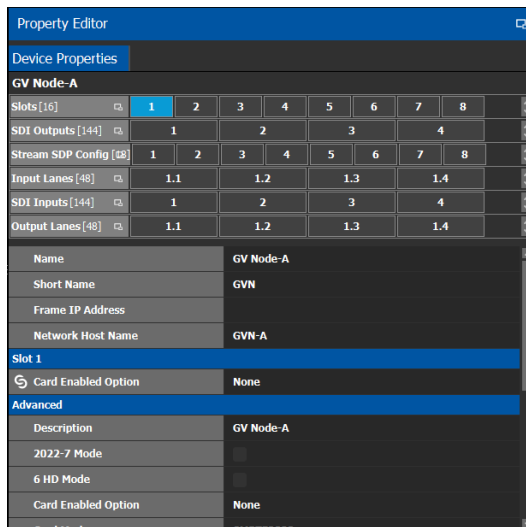 Property Editor
Device Properties
GV Node-A
Slots [16] 1 2 3 4 5 6 7 8
SDI Outputs [144] 1 2 3 4
Stream SDP Config 1 2 3 4 5 6 7 8
Input Lanes [48] 1.1 1.2 1.3 1.4
SDI Inputs [144] 1 2 3 4
Output Lanes [48] 1.1 1.2 1.3 1.4
Name GV Node-A
Short Name GVN
Frame IP Address
Network Host Name GVN-A
Slot 1
Card Enabled Option None
Advanced
Description GV Node-A
2022-7 Mode
6 HD Mode
Card Enabled Option None